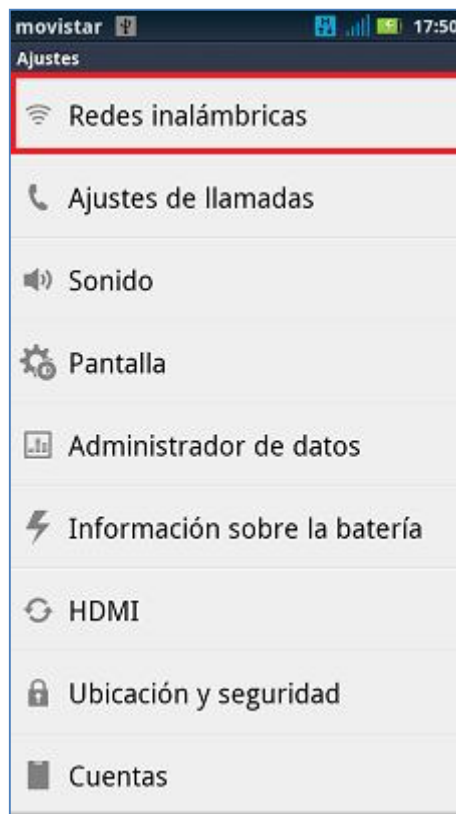 movistar 17:50
Ajustes
Redes inalámbricas
Ajustes de llamadas
Sonido
Pantalla
Administrador de datos
Información sobre la batería
HDMI
Ubicación y seguridad
Cuentas